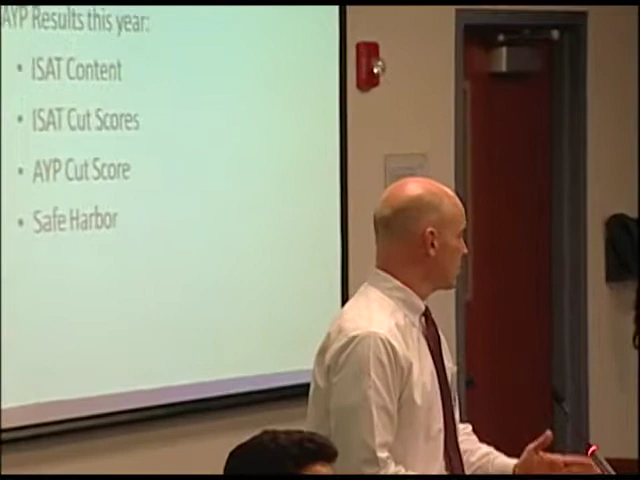 AYP Results this year:
• ISAT Content
• ISAT Cut Scores
• AYP Cut Score
• Safe Harbor